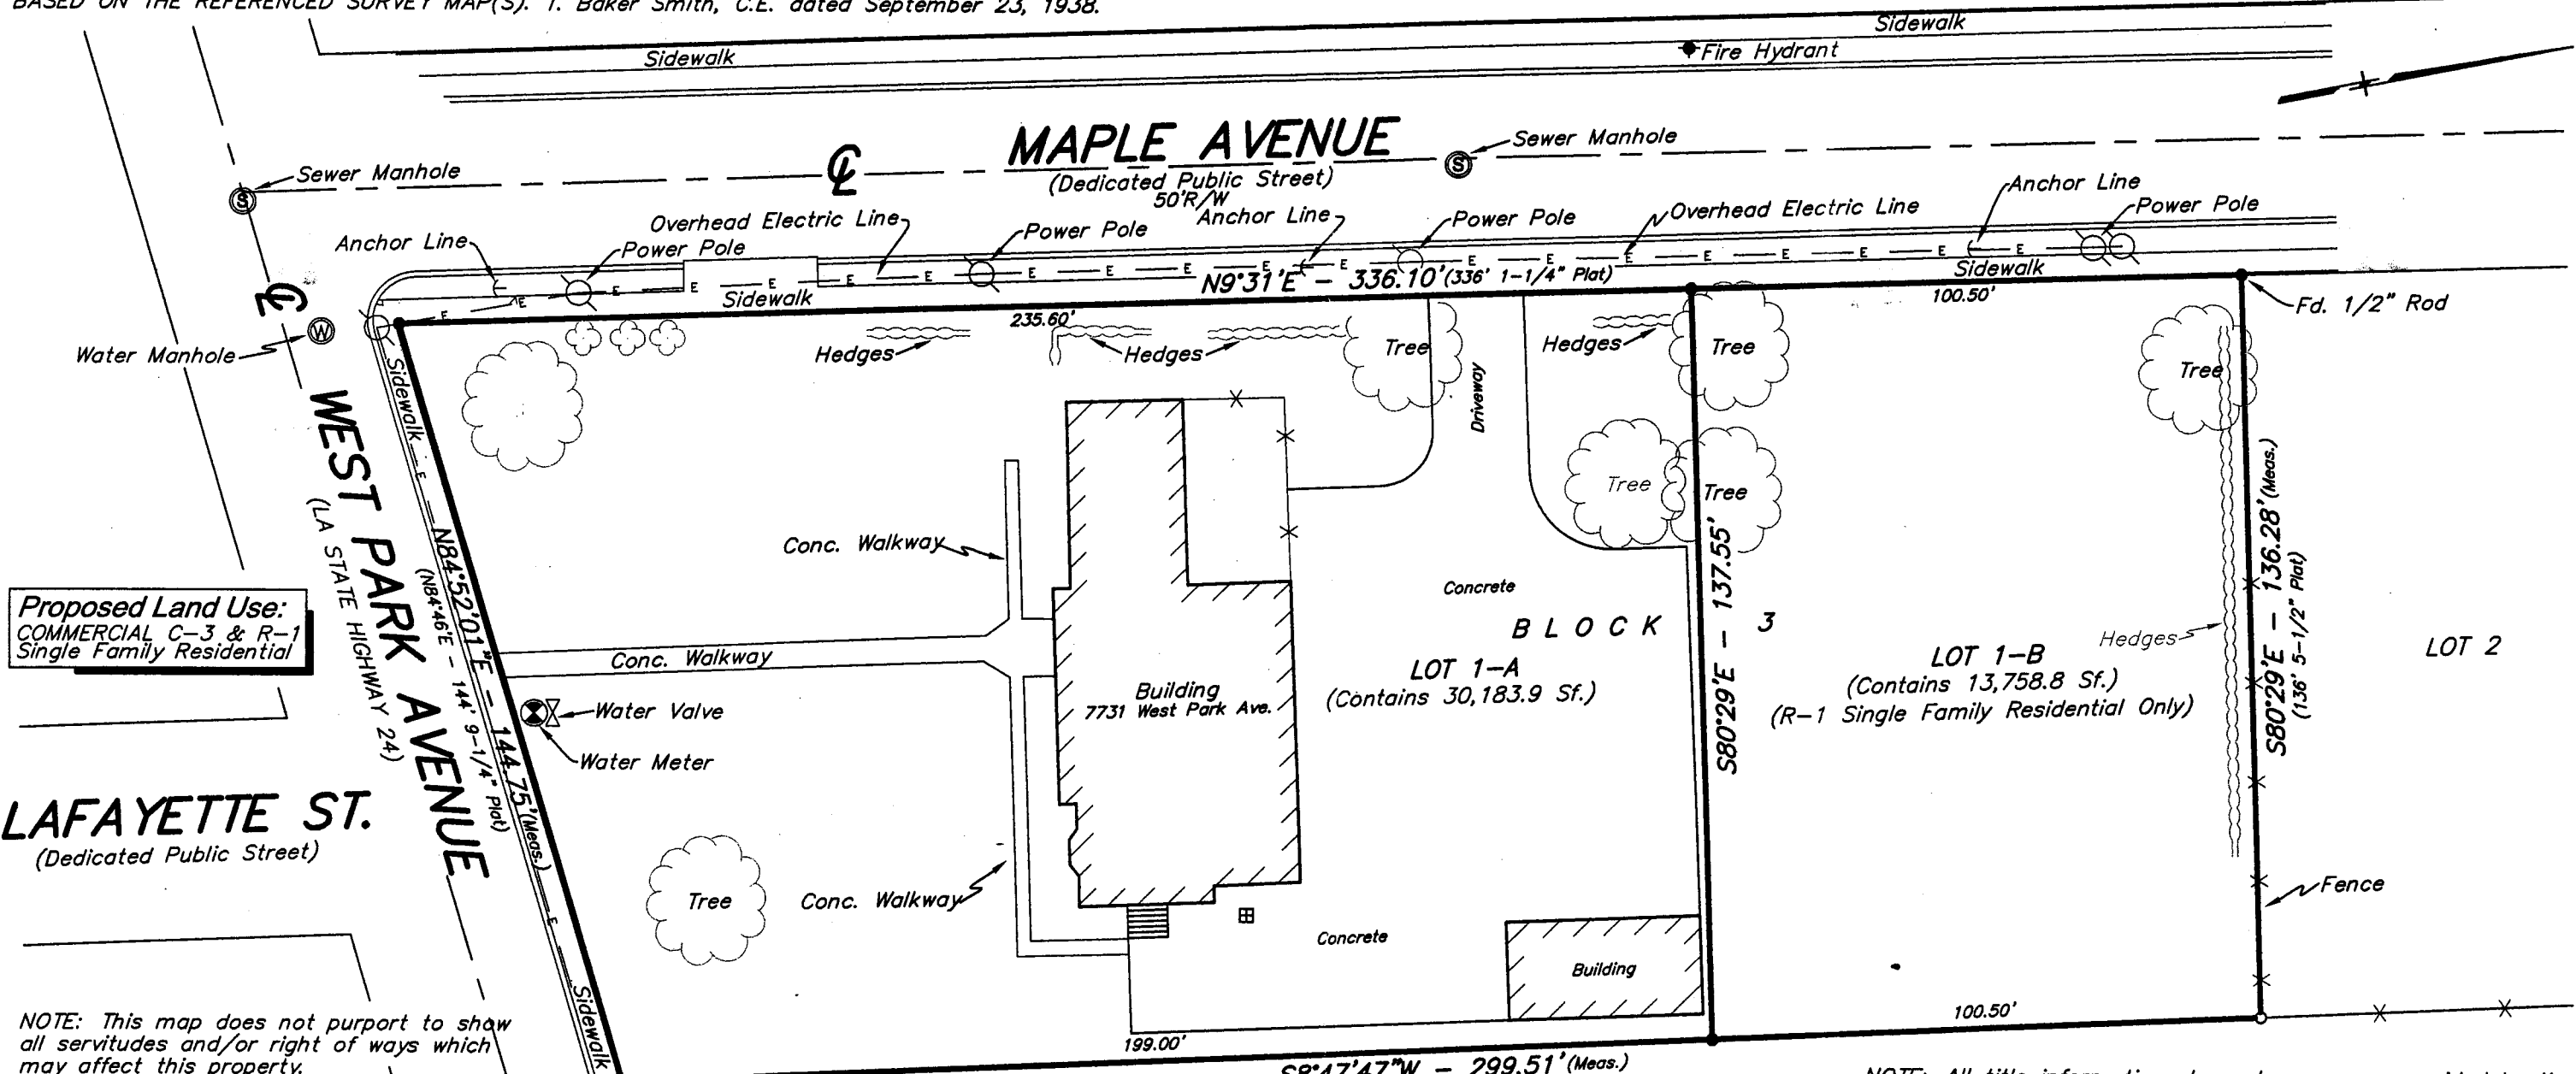 BASED ON THE REFERENCED SURVEY MAP(S). T. Baker Smith, C.E. dated September 23, 1938.
Sidewalk
Sidewalk
Fire Hydrant
MAPLE AVENUE
(Dedicated Public Street)
50'R/W
Sewer Manhole
Sewer Manhole
Anchor Line
Power Pole
Overhead Electric Line
Power Pole
Anchor Line
Power Pole
Overhead Electric Line
Anchor Line
Power Pole
Sidewalk
Sidewalk
N9°31'E - 336.10' (336' 1-1/4" Plat)
235.60'
100.50'
Fd. 1/2" Rod
Water Manhole
Hedges
Hedges
Tree
Hedges
Tree
Tree
Driveway
Tree
Tree
Sidewalk
WEST PARK AVENUE
(LA STATE HIGHWAY 24)
N84°52'01"E - 144.75' (Meas.)
(N84°46'E - 144' 9-1/4" Plat)
Conc. Walkway
Conc. Walkway
Concrete
BLOCK 3
S80°29'E - 137.55'
S80°29'E - 136.28' (Meas.)
(136' 5-1/2" Plat)
Hedges
Proposed Land Use:
COMMERCIAL C-3 & R-1
Single Family Residential
Building
7731 West Park Ave.
LOT 1-A
(Contains 30,183.9 Sf.)
LOT 1-B
(Contains 13,758.8 Sf.)
(R-1 Single Family Residential Only)
LOT 2
Water Valve
Water Meter
LAFAYETTE ST.
(Dedicated Public Street)
Tree
Conc. Walkway
Fence
Concrete
Building
Sidewalk
NOTE: This map does not purport to show
all servitudes and/or right of ways which
may affect this property.
199.00'
100.50'
S8°47'47"W - 299.51' (Meas.)